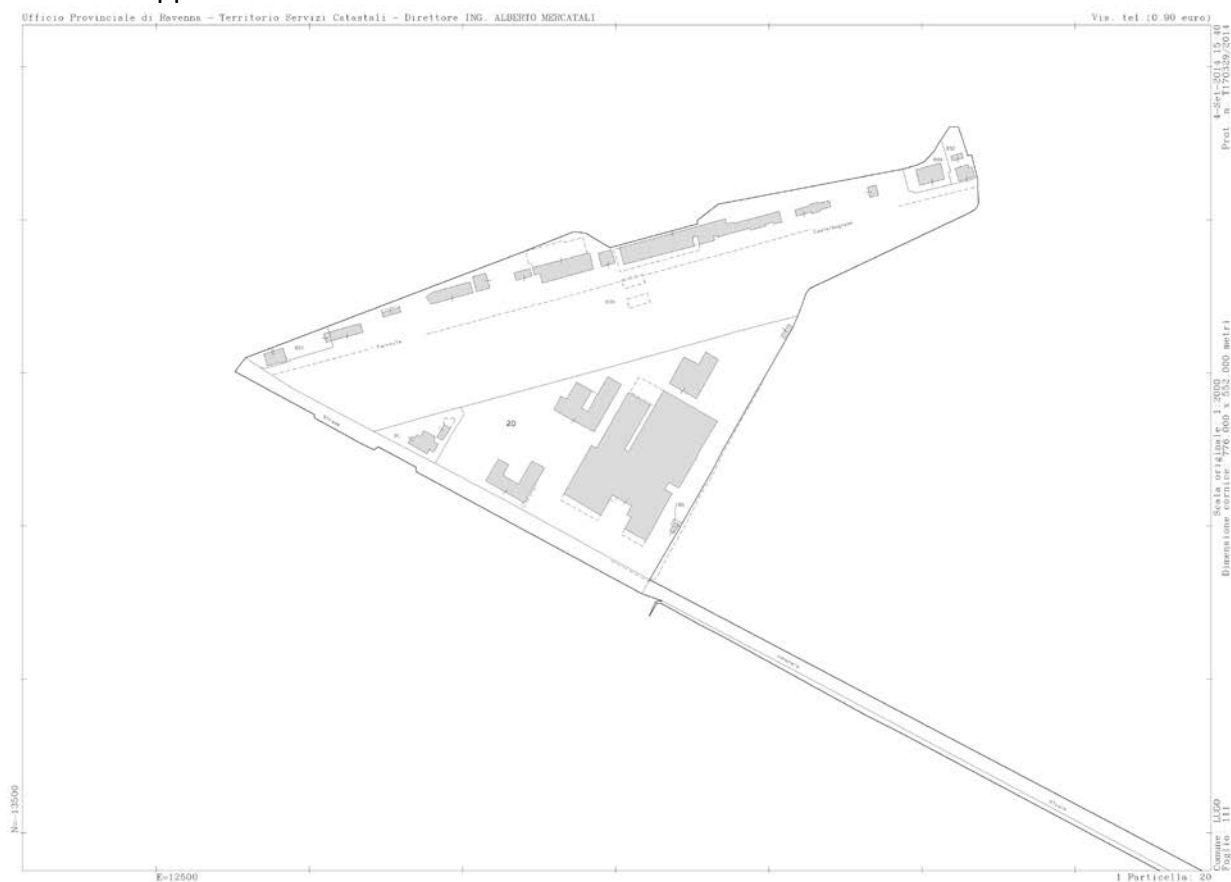 Ufficio Provinciale di Ravenna - Territorio Servizi Catastali - Direttore ING. ALBERTO MERCATALI
Vis. tel.(0.90 euro)
4-Set-2014 15.40
Prot. n. T170329/2014
Scala originale 1:2000
Dimensione cornice 776.000 x 552.000 metri
Comune LUGO
Foglio 111
N=-13500
E=12500
1 Particella: 20
20
Ferrovia
Strada